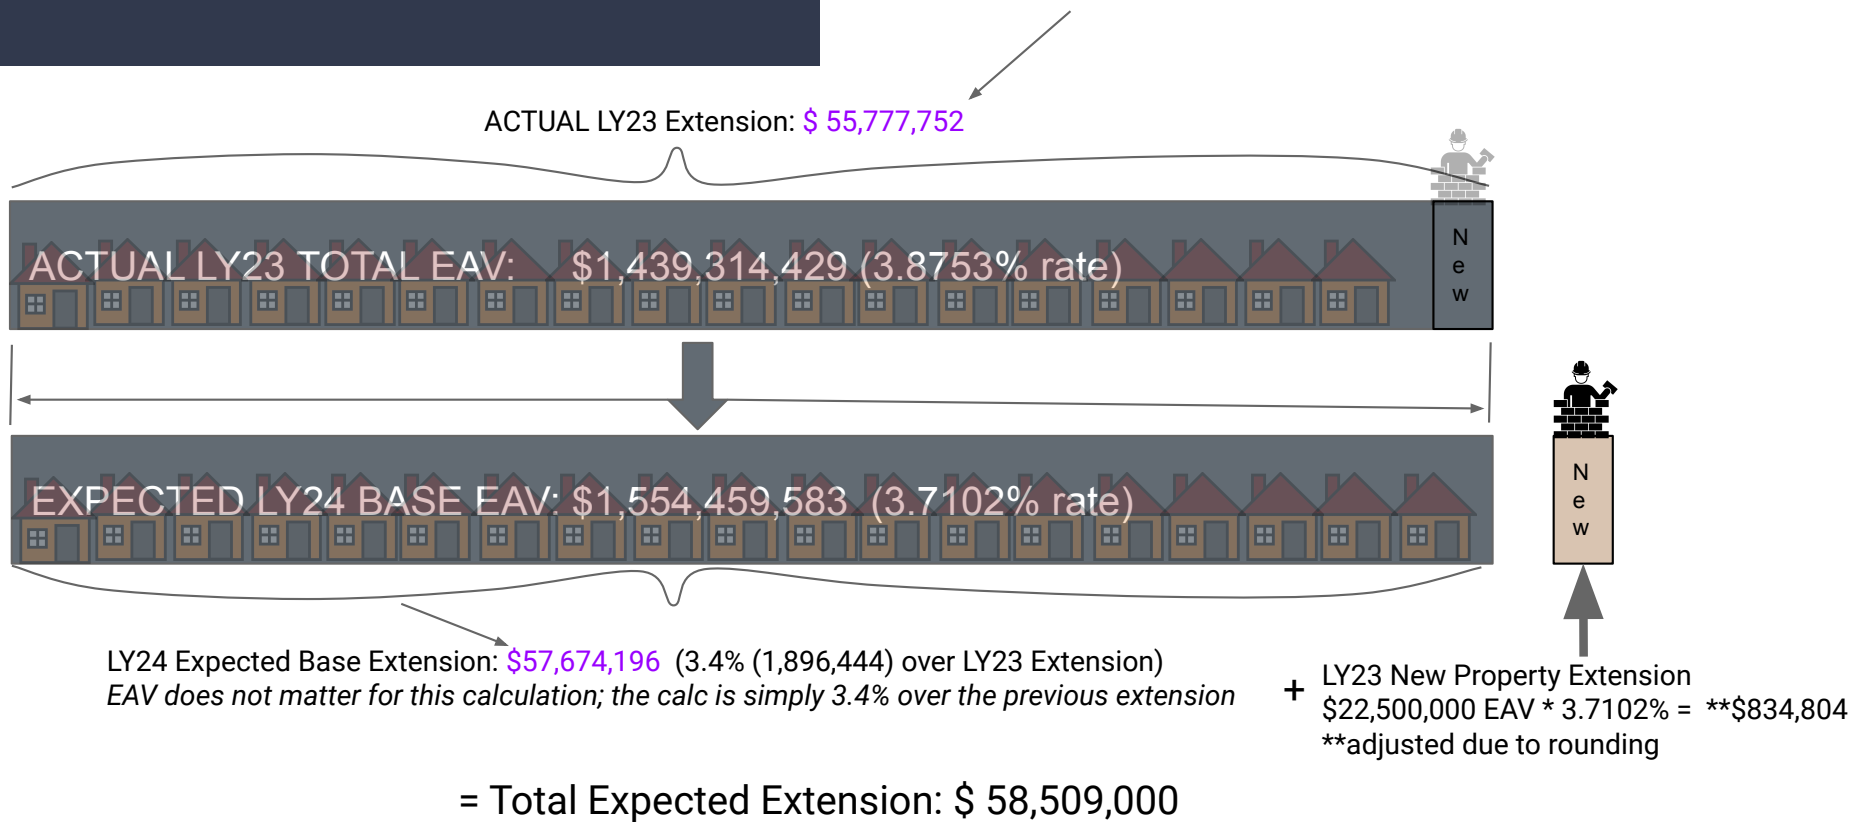 ACTUAL LY23 Extension: $ 55,777,752
ACTUAL LY23 TOTAL EAV: $1,439,314,429 (3.8753% rate)
N
e
w
EXPECTED LY24 BASE EAV: $1,554,459,583 (3.7102% rate)
N
e
w
LY24 Expected Base Extension: $57,674,196 (3.4% (1,896,444) over LY23 Extension)
EAV does not matter for this calculation; the calc is simply 3.4% over the previous extension
+
LY23 New Property Extension
$22,500,000 EAV * 3.7102% = **$834,804
**adjusted due to rounding
= Total Expected Extension: $ 58,509,000